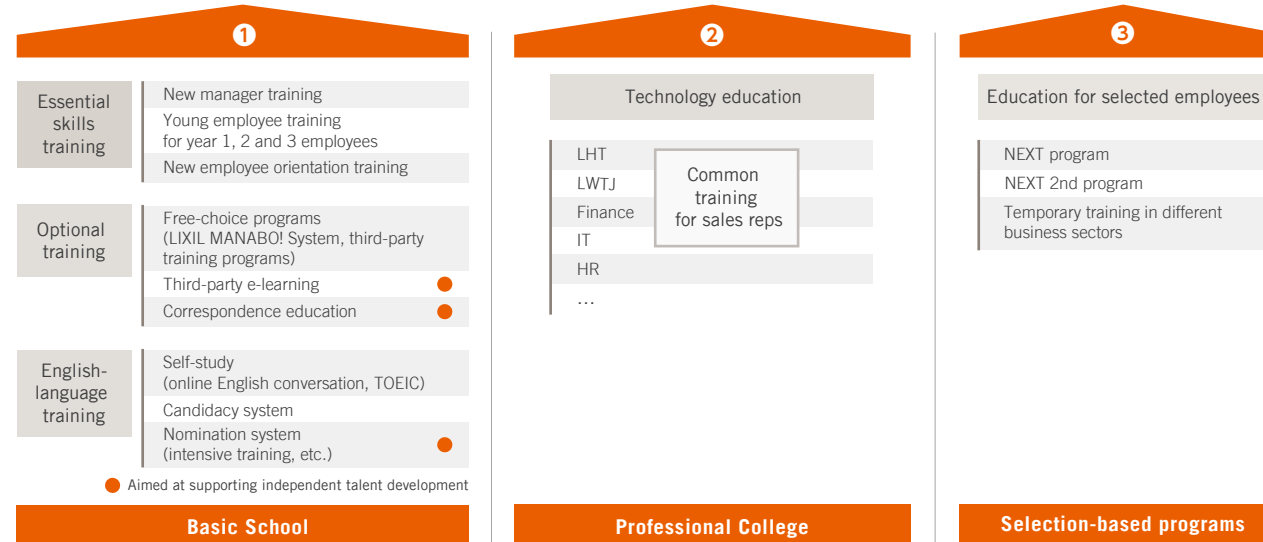 ❶
Essential
skills
training
New manager training
Young employee training
for year 1, 2 and 3 employees
New employee orientation training
Optional
training
Free-choice programs
(LIXIL MANABO! System, third-party
training programs)
Third-party e-learning
Correspondence education
English-
language
training
Self-study
(online English conversation, TOEIC)
Candidacy system
Nomination system
(intensive training, etc.)
Aimed at supporting independent talent development
Basic School
❷
Technology education
LHT
LWTJ
Finance
IT
HR
…
Common
training
for sales reps
Professional College
❸
Education for selected employees
NEXT program
NEXT 2nd program
Temporary training in different
business sectors
Selection-based programs